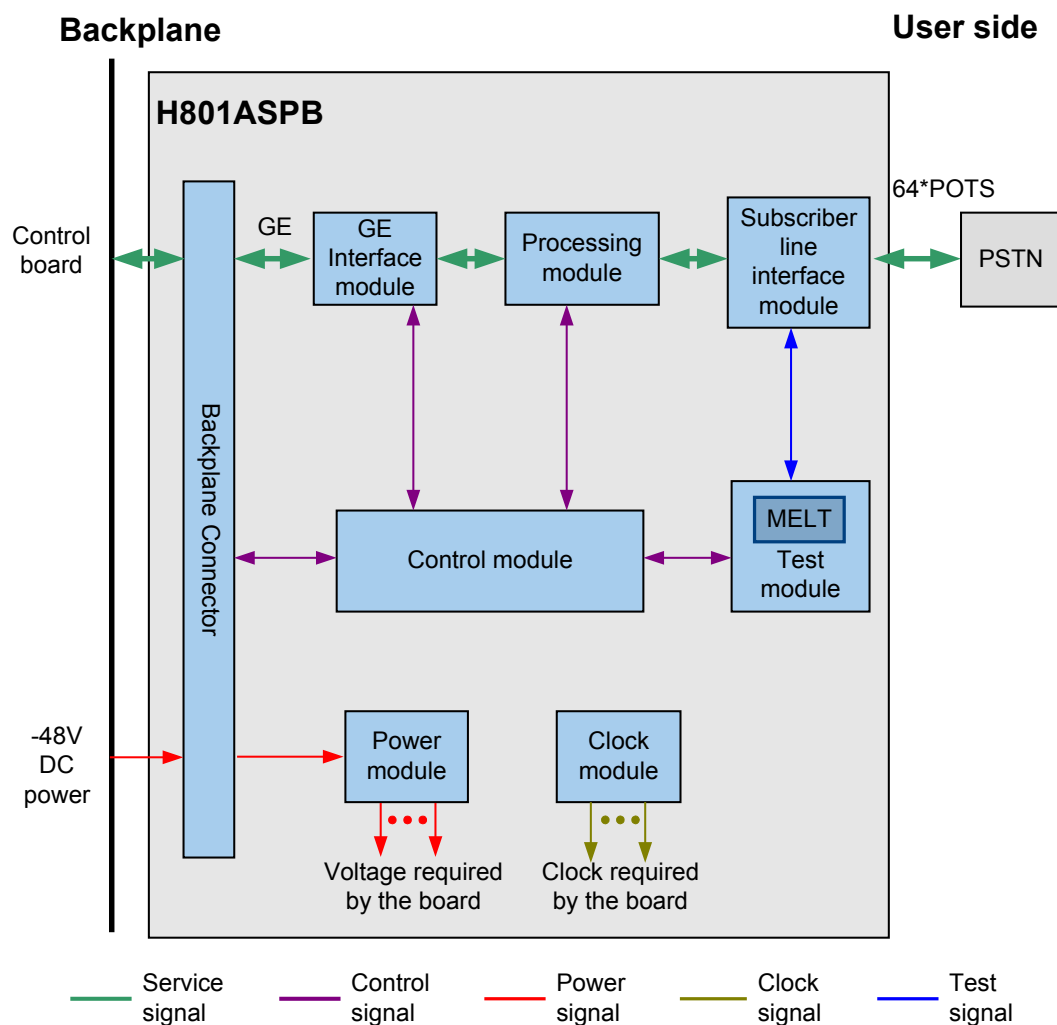 Backplane
User side
H801ASPB
64*POTS
Control
board
GE
GE
Interface
module
Processing
module
Subscriber
line
interface
module
PSTN
Backplane Connector
Control module
MELT
Test
module
-48V
DC
power
Power
module
Clock
module
Voltage required
by the board
Clock required
by the board
Service
signal
Control
signal
Power
signal
Clock
signal
Test
signal